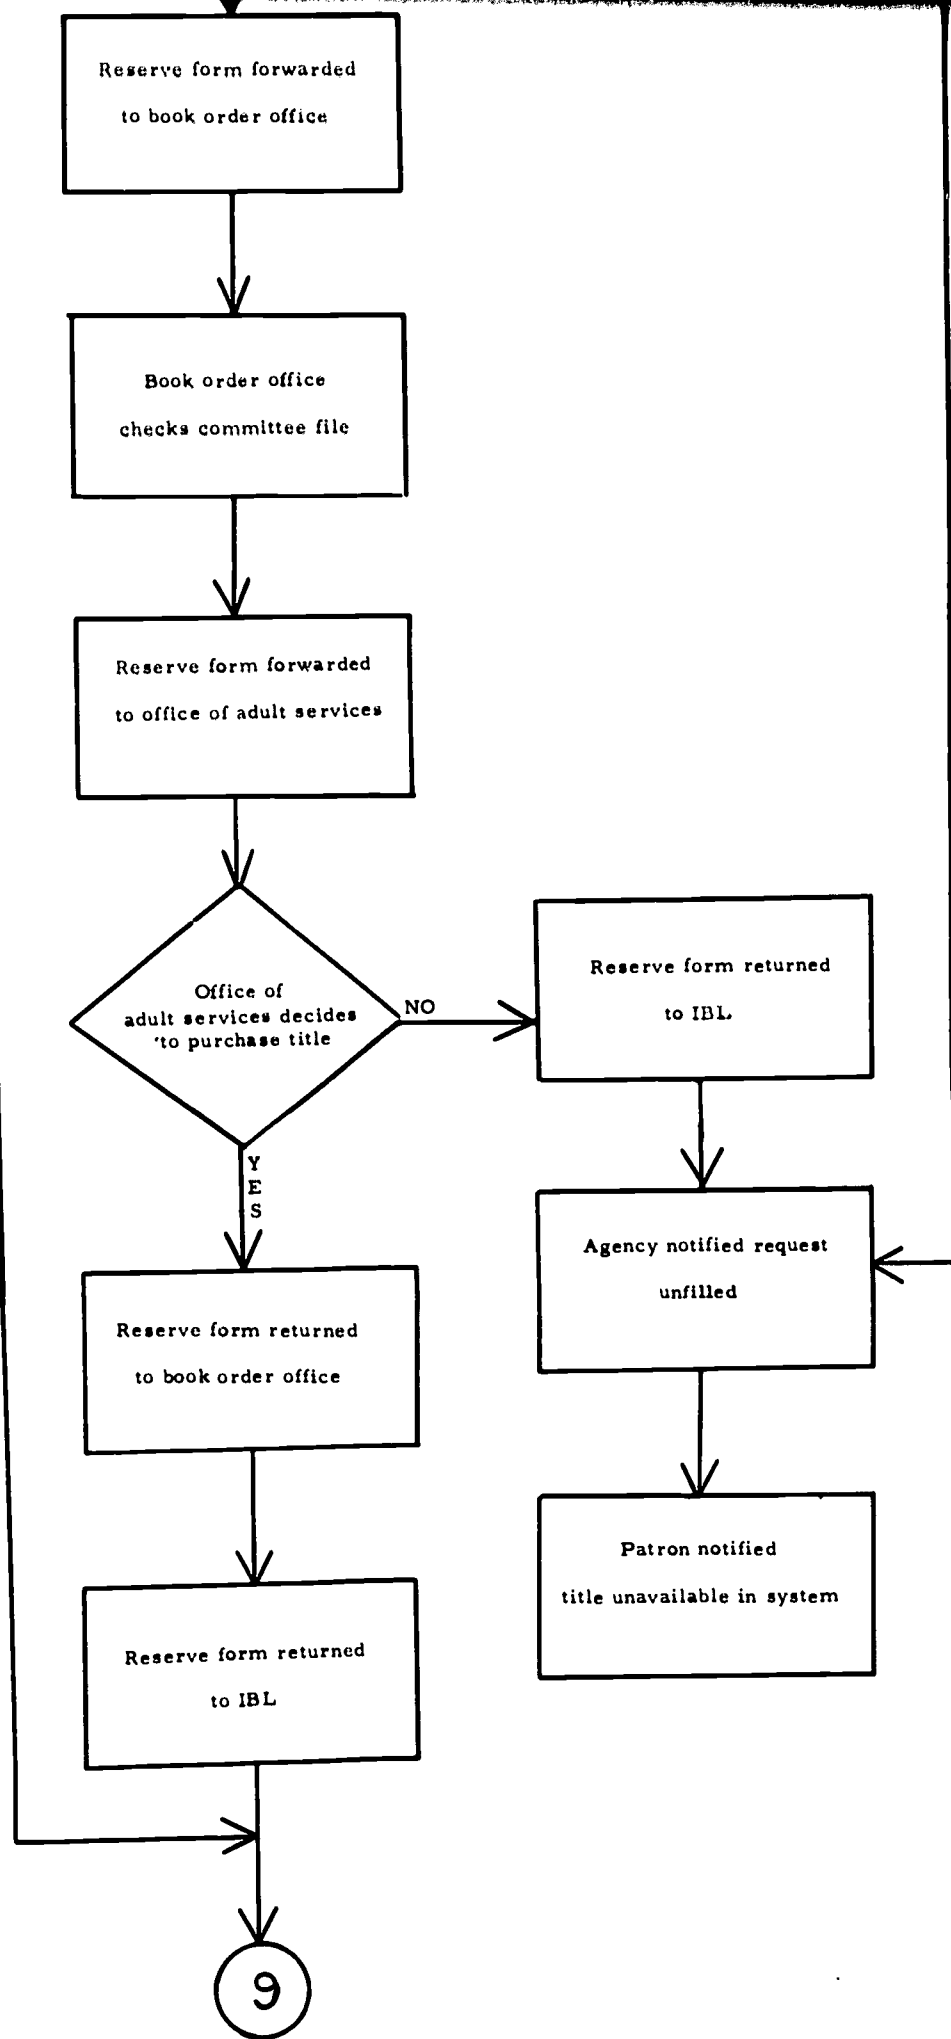 Reserve form forwarded
to book order office
Book order office
checks committee file
Reserve form forwarded
to office of adult services
Office of
adult services decides
to purchase title
NO
Y
E
S
Reserve form returned
to IBL
Agency notified request
unfilled
Patron notified
title unavailable in system
Reserve form returned
to book order office
Reserve form returned
to IBL
9